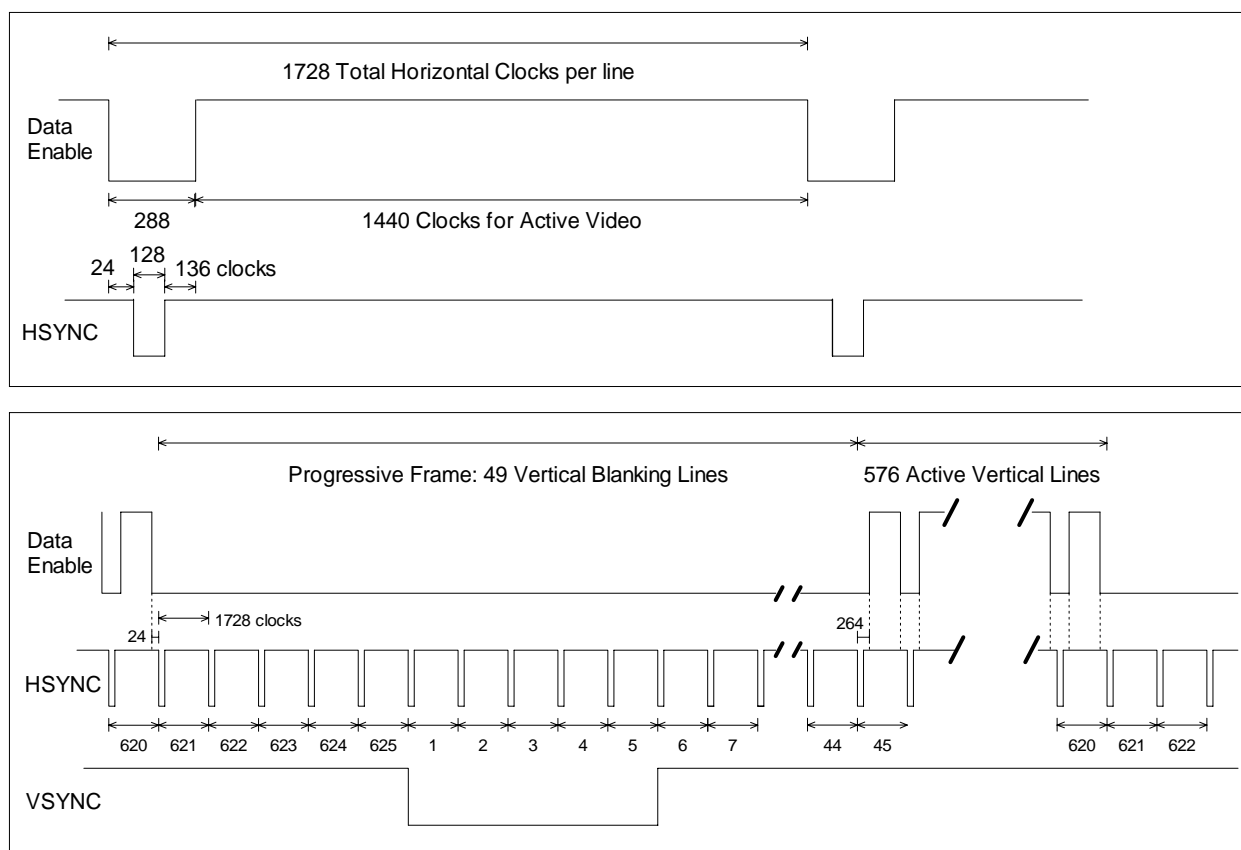 1728 Total Horizontal Clocks per line
Data
Enable
288
1440 Clocks for Active Video
128
24
136 clocks
HSYNC
Progressive Frame: 49 Vertical Blanking Lines
576 Active Vertical Lines
Data
Enable
1728 clocks
24
264
HSYNC
620 621 622 623 624 625 1 2 3 4 5 6 7 44 45 620 621 622
VSYNC